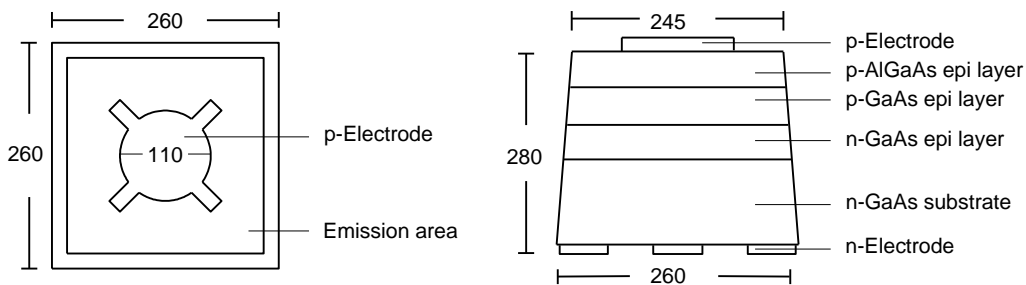 260
260
110
p-Electrode
Emission area
245
280
260
p-Electrode
p-AlGaAs epi layer
p-GaAs epi layer
n-GaAs epi layer
n-GaAs substrate
n-Electrode